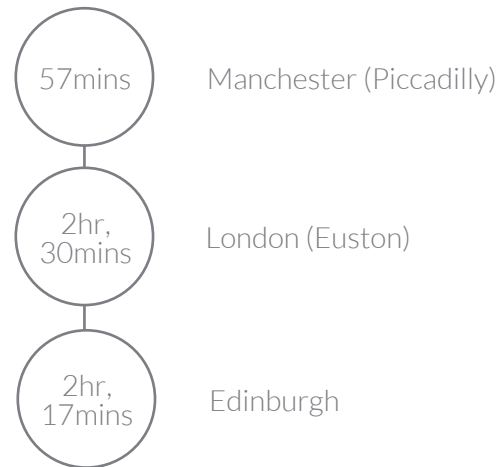 57mins
Manchester (Piccadilly)
2hr,
30mins
London (Euston)
2hr,
17mins
Edinburgh